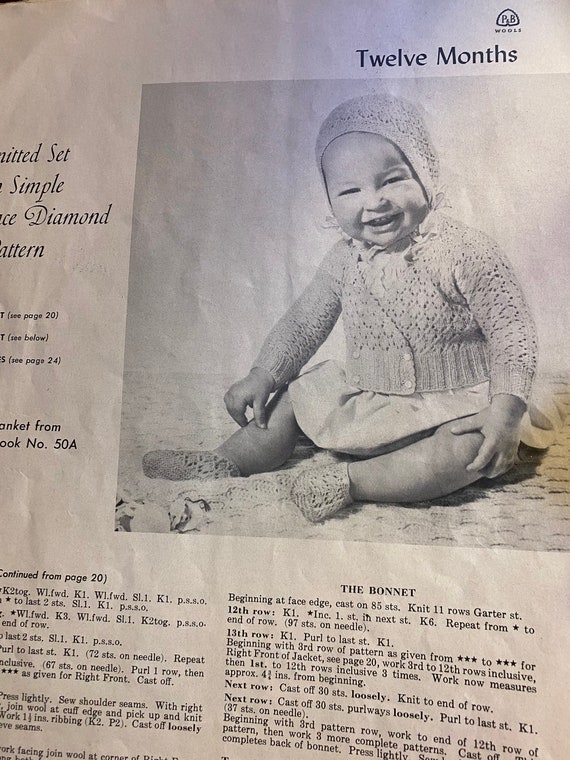 P&B
WOOLS
Twelve Months
nitted Set
Simple
ace Diamond
attern
T (see page 20)
T (see below)
ES (see page 24)
anket from
ook No. 50A
Continued from page 20)
K2tog. Wl.fwd. K1. Wl.fwd. Sl.1. K1. p.s.s.o.
* to last 2 sts. Sl.1. K1. p.s.s.o.
*Wl.fwd. K3. Wl.fwd. Sl.1. K2tog. p.s.s.o.
end of row.
last 2 sts. Sl.1. K1. p.s.s.o.
Purl to last st. K1. (72 sts. on needle). Repeat
inclusive. (67 sts. on needle). Purl 1 row, then
*** as given for Right Front. Cast off.
Press lightly. Sew shoulder seams. With right
join wool at cuff edge and pick up and knit
Work 1½ ins. ribbing (K2. P2). Cast off loosely
eve seams.
work facing join wool at corner of Right
THE BONNET
Beginning at face edge, cast on 85 sts. Knit 11 rows Garter st.
12th row: K1. *Inc. 1. st. in next st. K6. Repeat from * to
end of row. (97 sts. on needle).
13th row: K1. Purl to last st. K1.
Beginning with 3rd row of pattern as given from *** to *** for
Right Front of Jacket, see page 20, work 3rd to 12th rows inclusive,
then 1st. to 12th rows inclusive 3 times. Work now measures
approx. 4¾ ins. from beginning.
Next row: Cast off 30 sts. loosely. Knit to end of row.
Next row: Cast off 30 sts. purlways loosely. Purl to last st. K1.
(37 sts. on needle).
Beginning with 3rd pattern row, work to end of 12th row of
pattern, then work 3 more complete patterns. Cast off. This
completes back of bonnet. Press lightly.